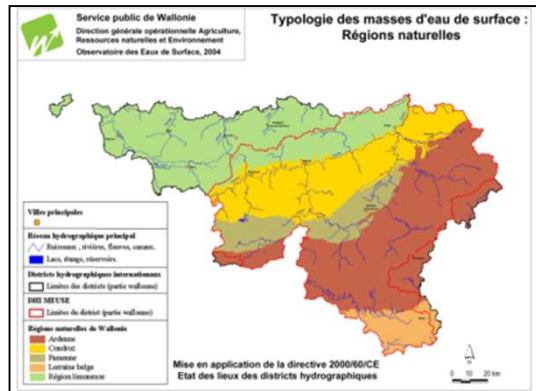 Service public de Wallonie
Direction générale opérationnelle Agriculture,
Ressources naturelles et Environnement
Observatoire des Eaux de Surface, 2004
Typologie des masses d'eau de surface :
Régions naturelles
Villes principales
Réseau hydrographique principal
Ruisseaux, rivières, fleuves, canaux.
Lacs, étangs, réservoirs.
Districts hydrographiques internationaux
Limites des districts (partie wallonne)
DHI MEUSE
Limites du district (partie wallonne)
Régions naturelles de Wallonie
Ardenne
Condroz
Famenne
Lorraine belge
Région limoneuse
Mise en application de la directive 2000/60/CE
Etat des lieux des districts hydrographiques
N
0 10 20 km